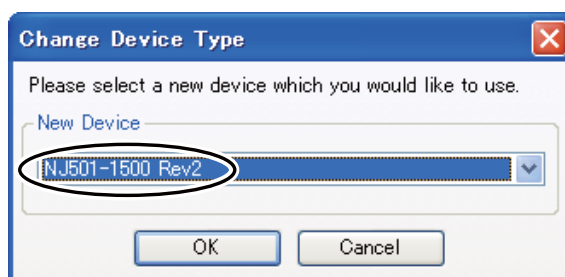 Change Device Type
Please select a new device which you would like to use.
New Device
NJ501-1500 Rev2
OK
Cancel